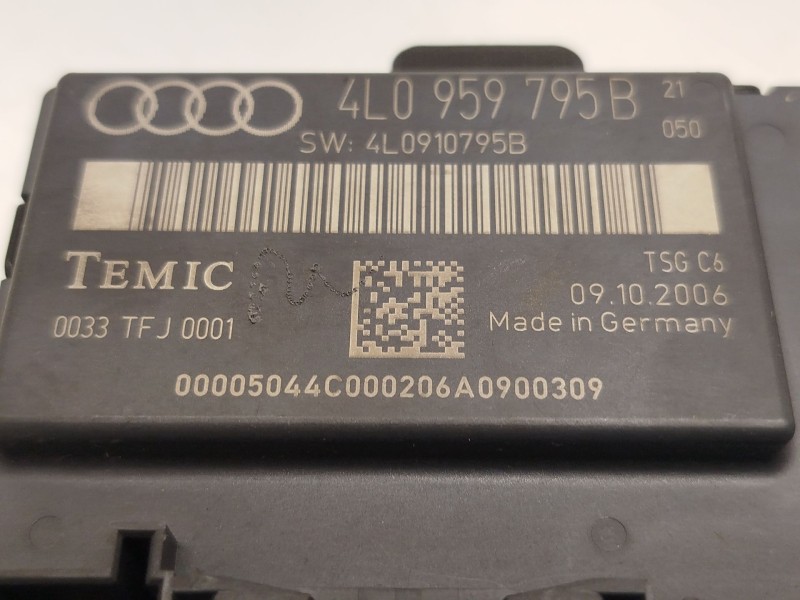 4L0 959 795 B 21
050
SW: 4L0910795B
TEMIC
TSG C6
09.10.2006
0033 TFJ 0001
Made in Germany
00005044C000206A0900309